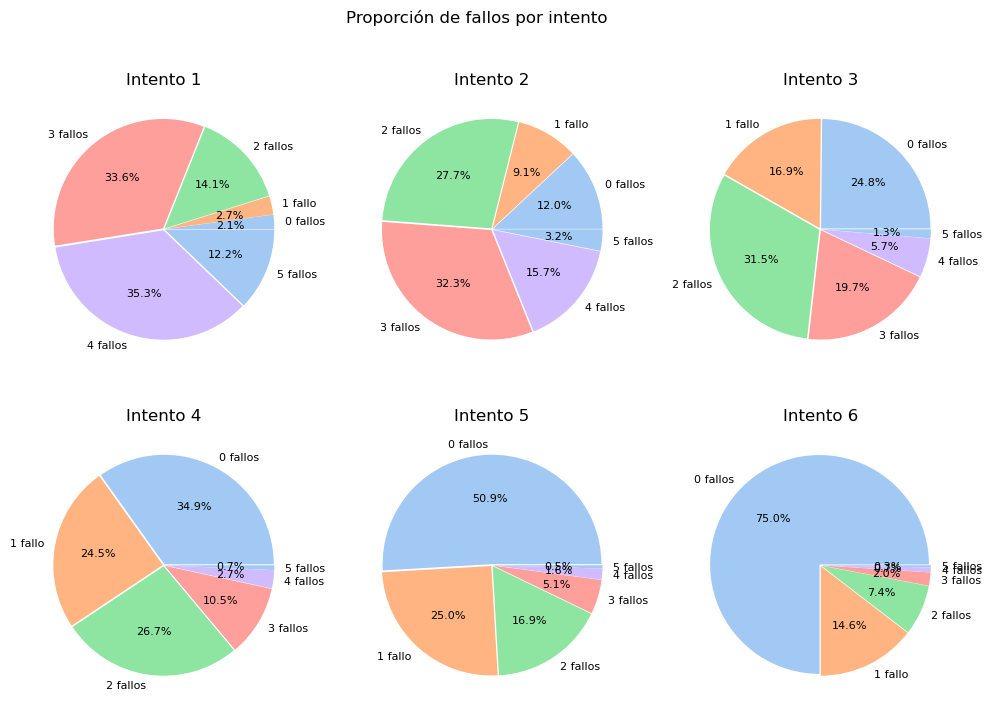 Proporción de fallos por intento
Intento 1
3 fallos
2 fallos
33.6%
14.1%
1 fallo
2.7%
0 fallos
2.1%
12.2%
5 fallos
35.3%
4 fallos
Intento 2
1 fallo
2 fallos
9.1%
27.7%
0 fallos
12.0%
3.2%
5 fallos
15.7%
32.3%
4 fallos
3 fallos
Intento 3
1 fallo
0 fallos
16.9%
24.8%
1.3%
5 fallos
5.7%
4 fallos
31.5%
2 fallos
19.7%
3 fallos
Intento 4
0 fallos
34.9%
1 fallo
24.5%
0.7%
5 fallos
2.7%
4 fallos
10.5%
3 fallos
26.7%
2 fallos
Intento 5
0 fallos
50.9%
0.5%
5 fallos
1.6%
4 fallos
5.1%
3 fallos
25.0%
16.9%
1 fallo
2 fallos
Intento 6
0 fallos
75.0%
0.3%
5 fallos
0.7%
4 fallos
2.0%
3 fallos
7.4%
2 fallos
14.6%
1 fallo